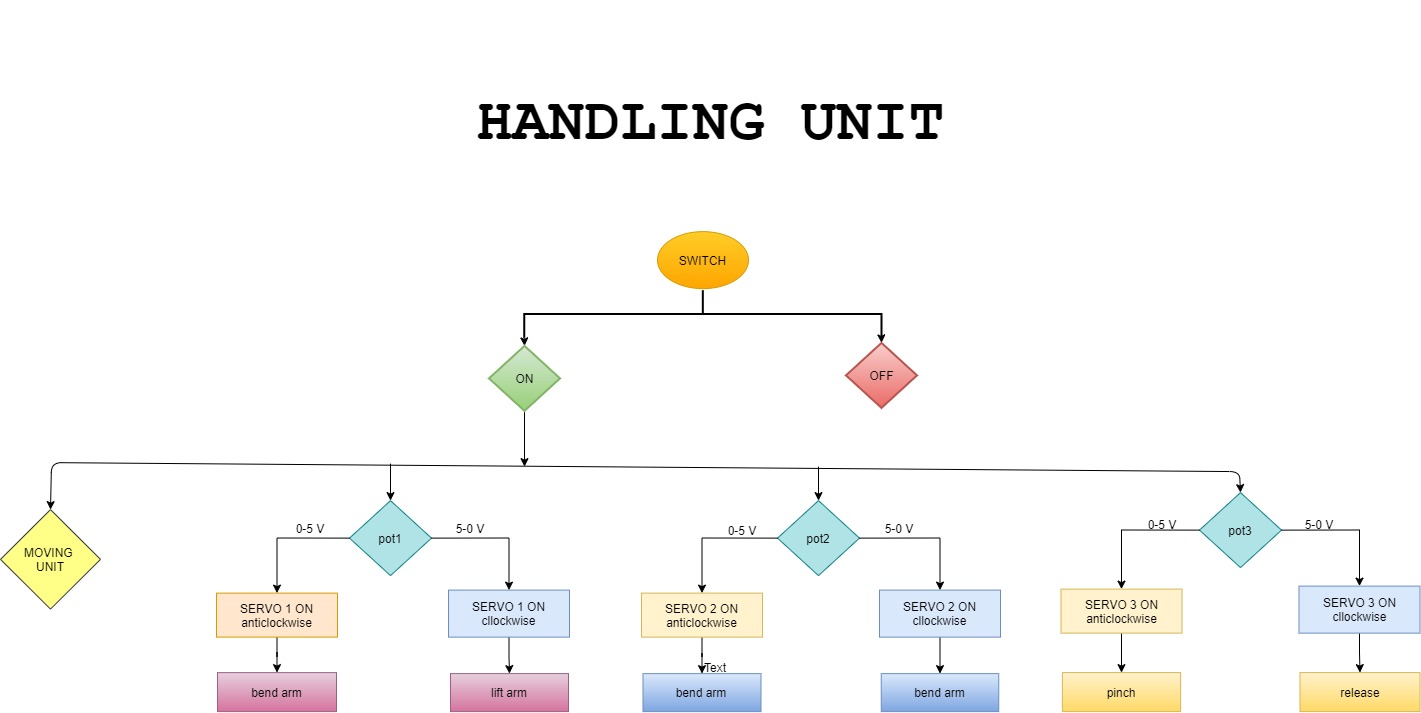 HANDLING UNIT
SWITCH
ON
OFF
MOVING
UNIT
0-5 V
pot1
5-0 V
0-5 V
pot2
5-0 V
0-5 V
pot3
5-0 V
SERVO 1 ON
anticlockwise
SERVO 1 ON
cllockwise
SERVO 2 ON
anticlockwise
SERVO 2 ON
cllockwise
SERVO 3 ON
anticlockwise
SERVO 3 ON
cllockwise
Text
bend arm
lift arm
bend arm
bend arm
pinch
release